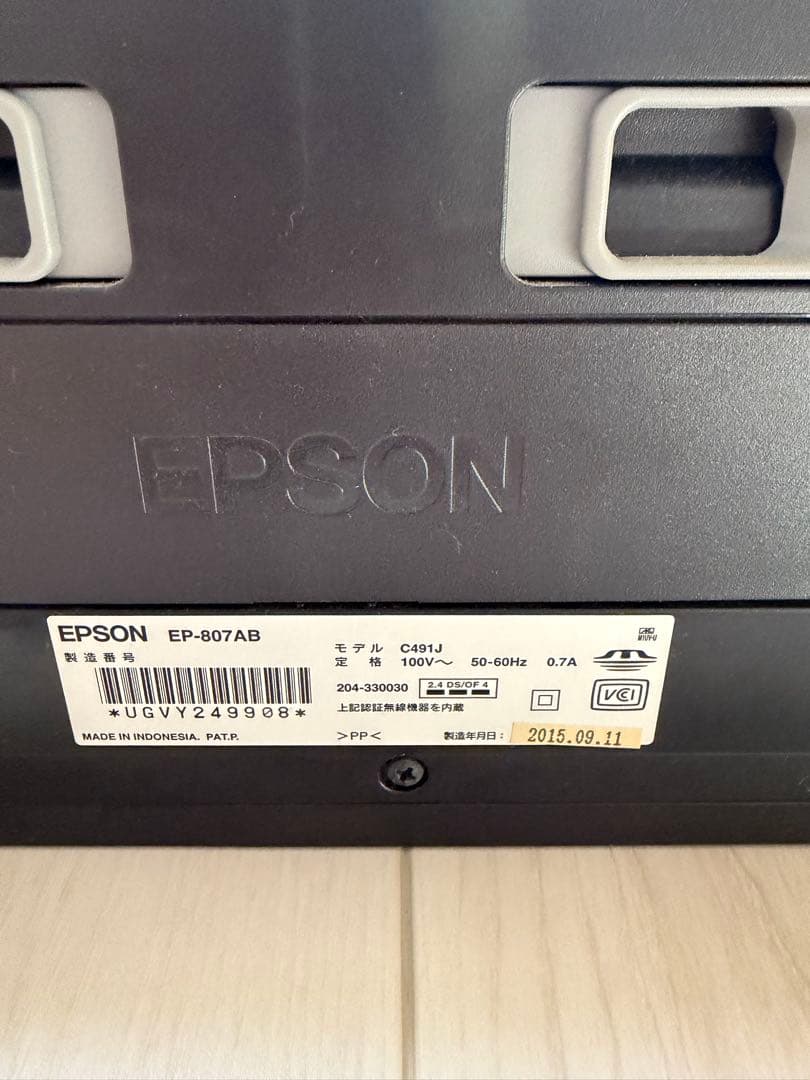 EPSON
EPSON EP-807AB
製造番号
*UGVY249908*
MADE IN INDONESIA. PAT.P.
モデル C491J
定格 100V～ 50-60Hz 0.7A
204-330030 2.4 DS/OF 4
上記認証無線機器を内蔵
>PP< 製造年月日: 2015.09.11
VCI